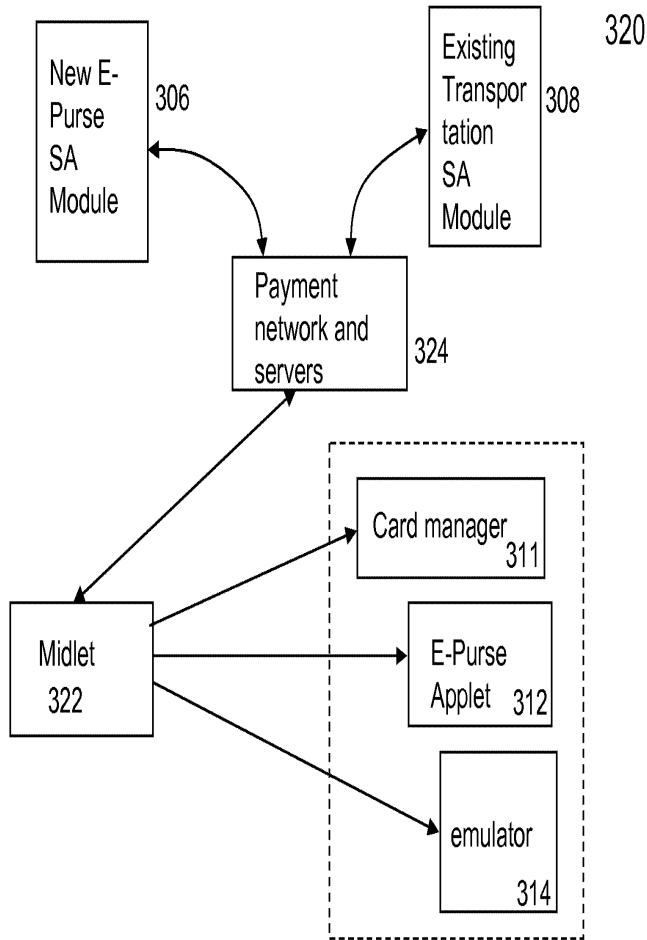 320
New E-
Purse
SA
Module
306
Existing
Transpor
tation
SA
Module
308
Payment
network and
servers
324
Card manager
311
Midlet
322
E-Purse
Applet
312
emulator
314